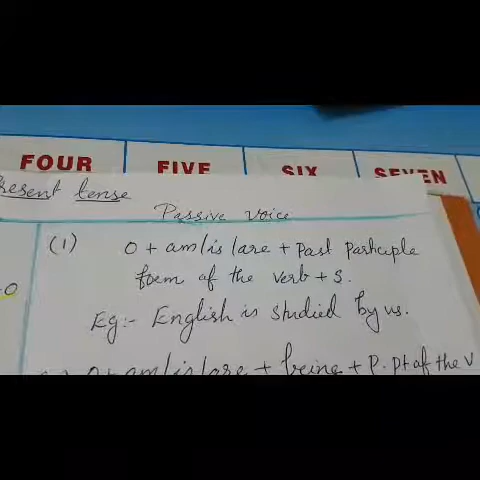 FOUR FIVE SIX SEVEN
resent tense
Passive voice
(1) O + am/is/are + Past Participle
form of the verb + S.
Eg:- English is studied by us.
O + am/is/are + being + P. Pt of the V